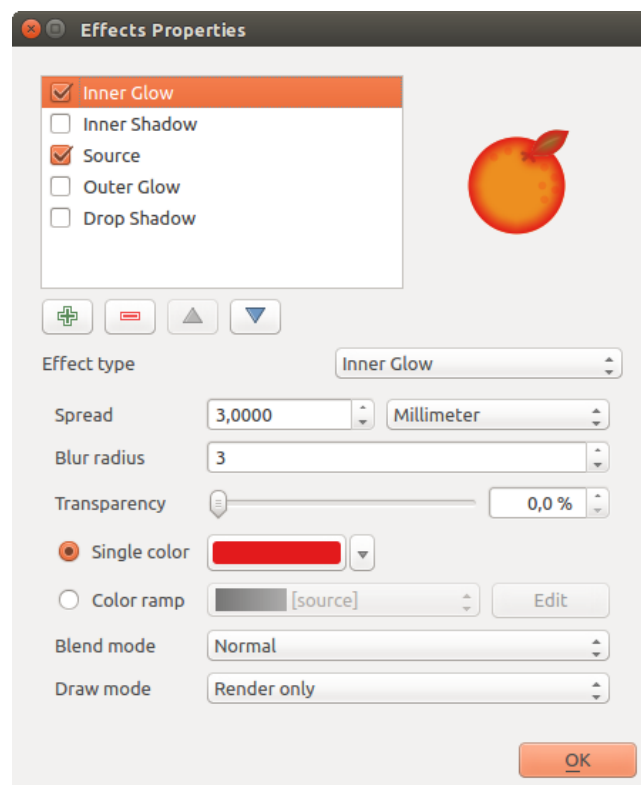 Effects Properties
Inner Glow
Inner Shadow
Source
Outer Glow
Drop Shadow
Effect type Inner Glow
Spread 3,0000 Millimeter
Blur radius 3
Transparency 0,0 %
Single color
Color ramp [source] Edit
Blend mode Normal
Draw mode Render only
OK